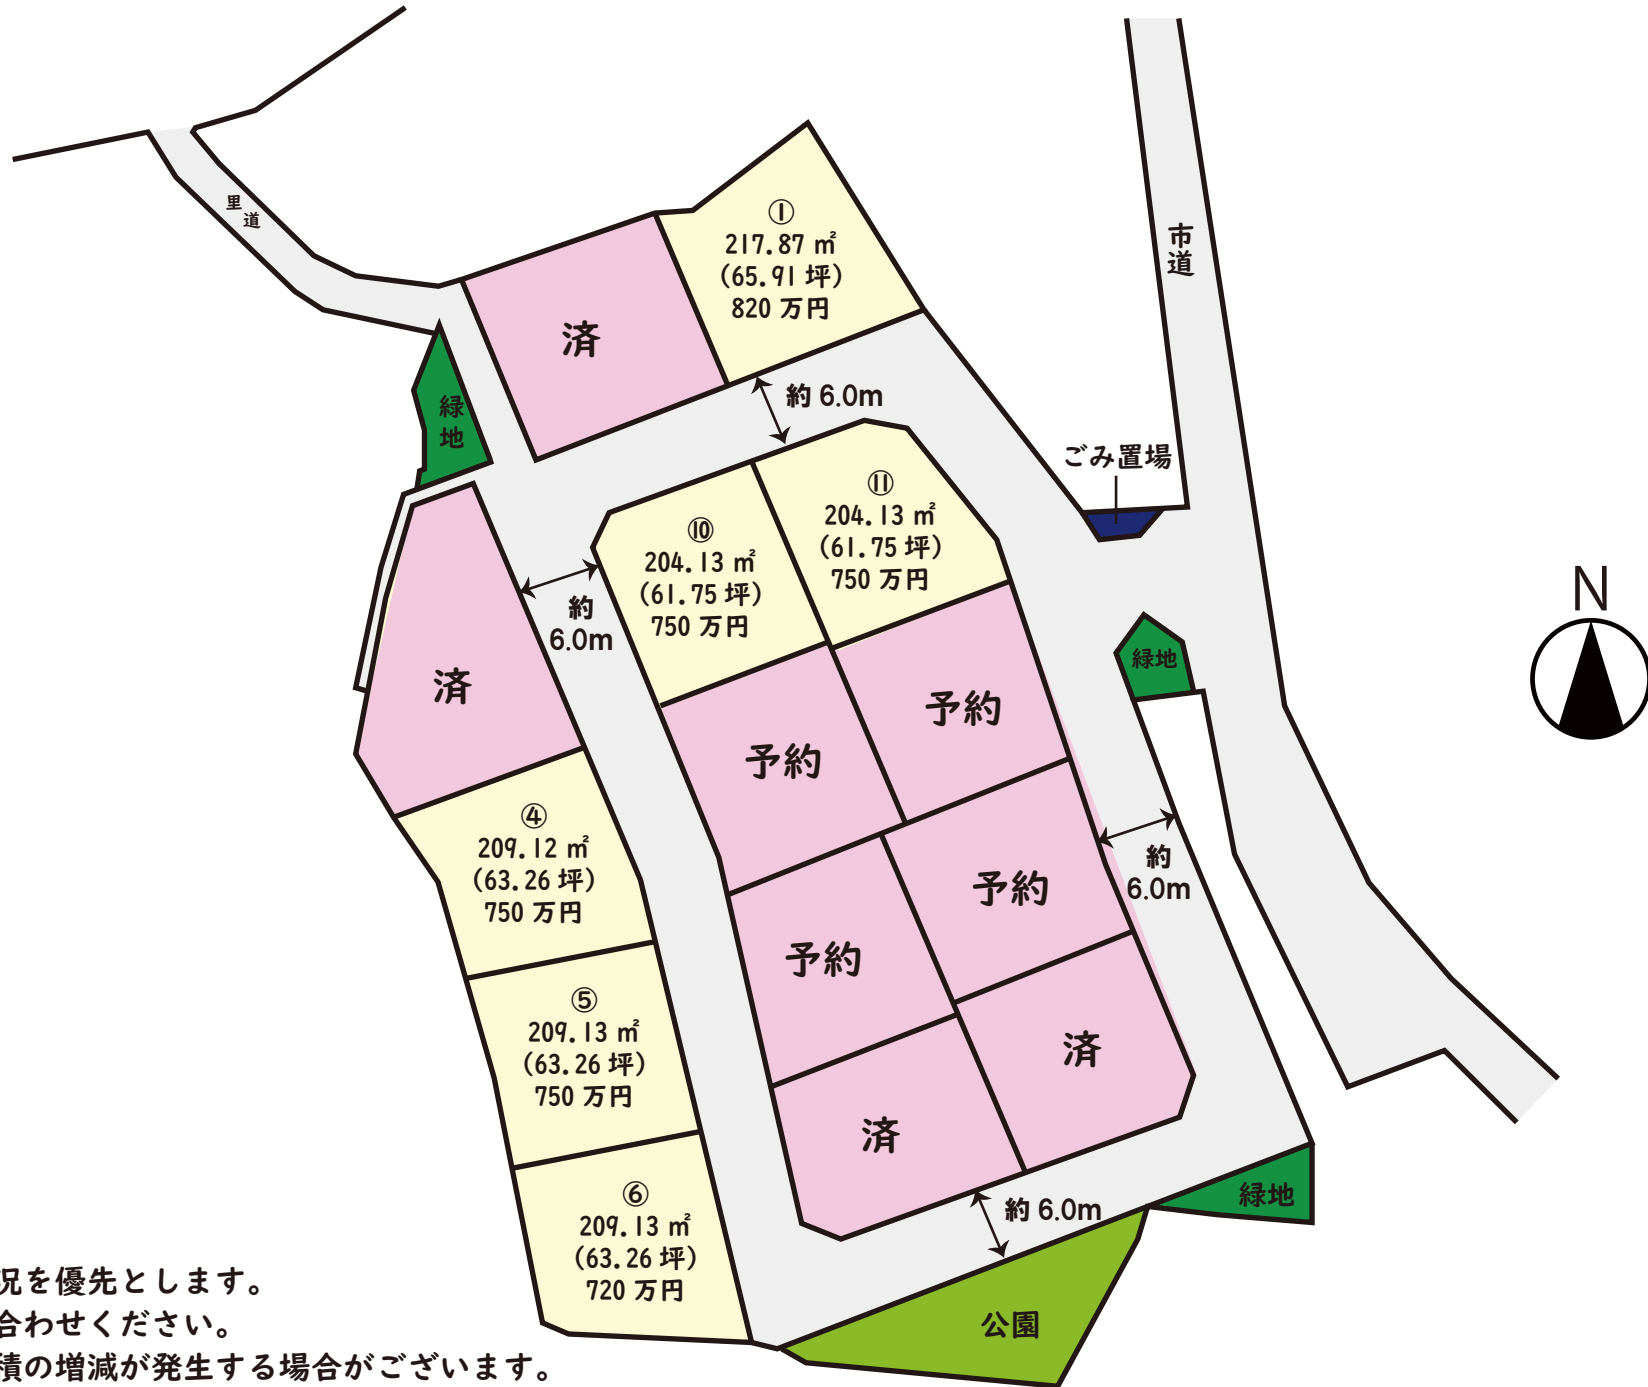 里道
市道
①
217.87 ㎡
(65.91 坪)
820 万円
済
約 6.0m
緑地
ごみ置場
⑪
204.13 ㎡
(61.75 坪)
750 万円
⑩
204.13 ㎡
(61.75 坪)
750 万円
約
6.0m
N
緑地
済
予約
予約
④
209.12 ㎡
(63.26 坪)
750 万円
約
6.0m
予約
予約
⑤
209.13 ㎡
(63.26 坪)
750 万円
済
済
⑥
209.13 ㎡
(63.26 坪)
720 万円
約 6.0m
緑地
公園
況を優先とします。
合わせください。
積の増減が発生する場合がございます。